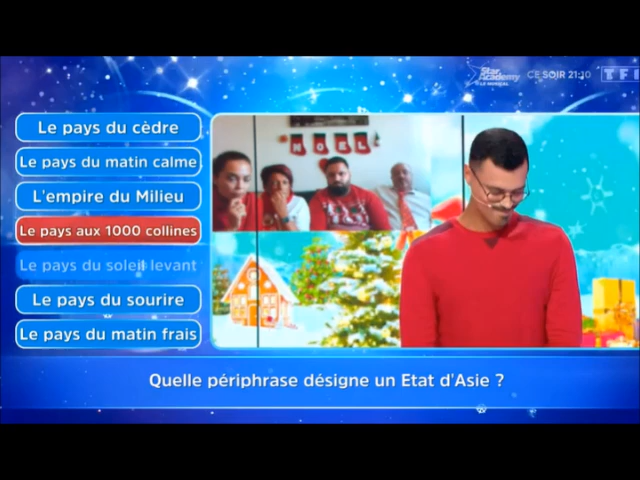 Star
Academy
CE SOIR 21:10
TF1
Le pays du cèdre
Le pays du matin calme
L'empire du Milieu
Le pays aux 1000 collines
Le pays du soleil levant
Le pays du sourire
Le pays du matin frais
NOEL
Quelle périphrase désigne un Etat d'Asie ?